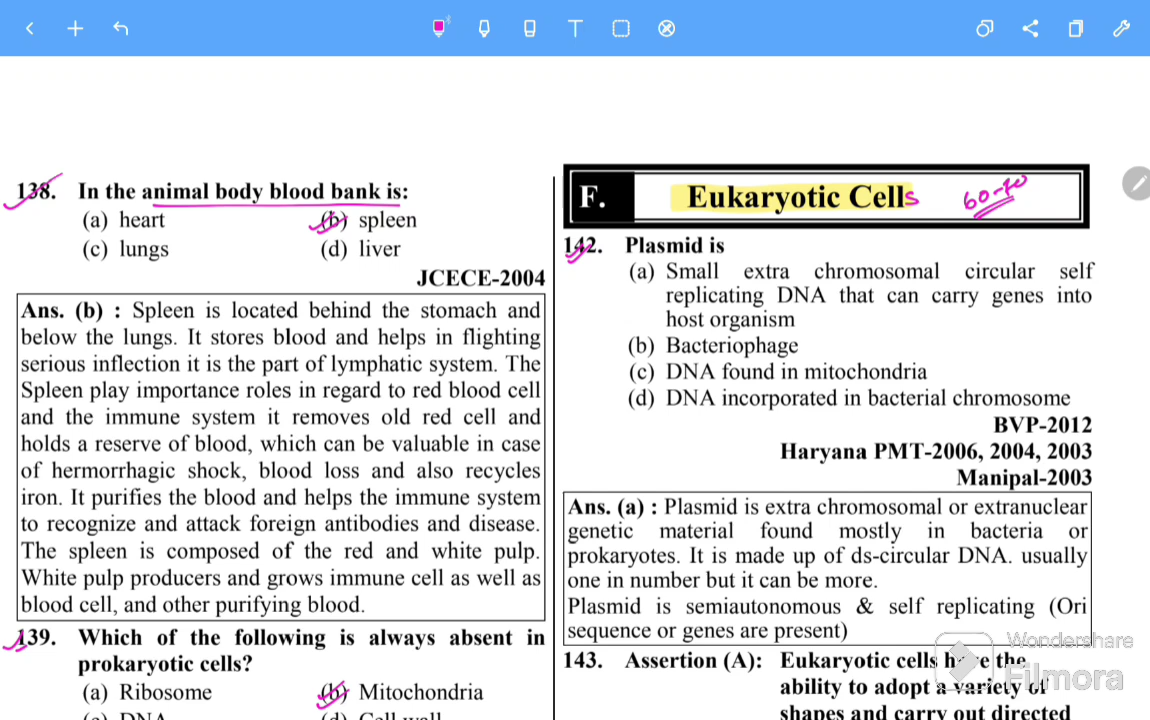 138. In the animal body blood bank is:
(a) heart (b) spleen
(c) lungs (d) liver
JCECE-2004
Ans. (b) : Spleen is located behind the stomach and
below the lungs. It stores blood and helps in flighting
serious inflection it is the part of lymphatic system. The
Spleen play importance roles in regard to red blood cell
and the immune system it removes old red cell and
holds a reserve of blood, which can be valuable in case
of hermorrhagic shock, blood loss and also recycles
iron. It purifies the blood and helps the immune system
to recognize and attack foreign antibodies and disease.
The spleen is composed of the red and white pulp.
White pulp producers and grows immune cell as well as
blood cell, and other purifying blood.
139. Which of the following is always absent in
prokaryotic cells?
(a) Ribosome (b) Mitochondria
(c) DNA (d) Cell wall
F. Eukaryotic Cells 60-70
142. Plasmid is
(a) Small extra chromosomal circular self
replicating DNA that can carry genes into
host organism
(b) Bacteriophage
(c) DNA found in mitochondria
(d) DNA incorporated in bacterial chromosome
BVP-2012
Haryana PMT-2006, 2004, 2003
Manipal-2003
Ans. (a) : Plasmid is extra chromosomal or extranuclear
genetic material found mostly in bacteria or
prokaryotes. It is made up of ds-circular DNA. usually
one in number but it can be more.
Plasmid is semiautonomous & self replicating (Ori
sequence or genes are present)
143. Assertion (A): Eukaryotic cells have the
ability to adopt a variety of
shapes and carry out directed
Wondershare
Filmora